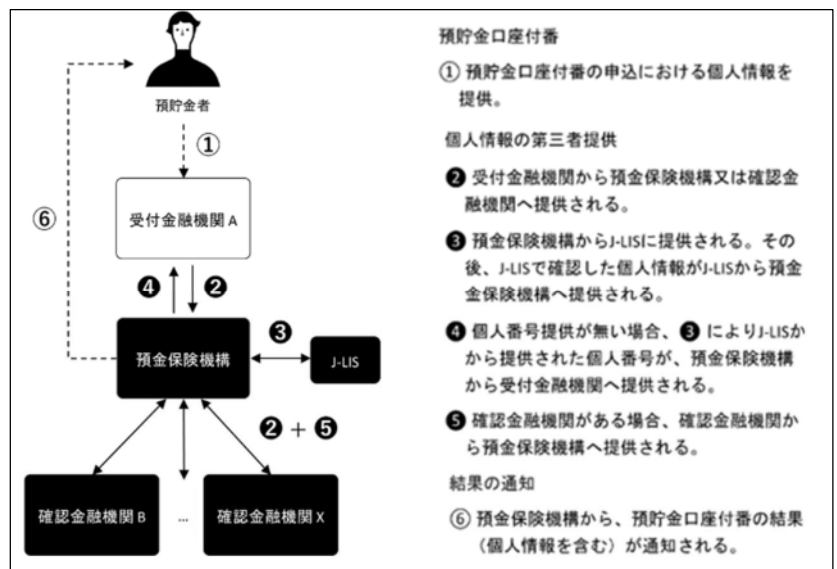 預貯金者
①
受付金融機関 A
⑥
❹
❷
預金保険機構
❸
J-LIS
❷ + ❺
確認金融機関 B
...
確認金融機関 X
預貯金口座付番
① 預貯金口座付番の申込における個人情報を
提供。
個人情報の第三者提供
❷ 受付金融機関から預金保険機構又は確認金
融機関へ提供される。
❸ 預金保険機構からJ-LISに提供される。その
後、J-LISで確認した個人情報がJ-LISから預金
金保険機構へ提供される。
❹ 個人番号提供が無い場合、❸ によりJ-LISか
から提供された個人番号が、預金保険機構
から受付金融機関へ提供される。
❺ 確認金融機関がある場合、確認金融機関か
ら預金保険機構へ提供される。
結果の通知
⑥ 預金保険機構から、預貯金口座付番の結果
（個人情報を含む）が通知される。